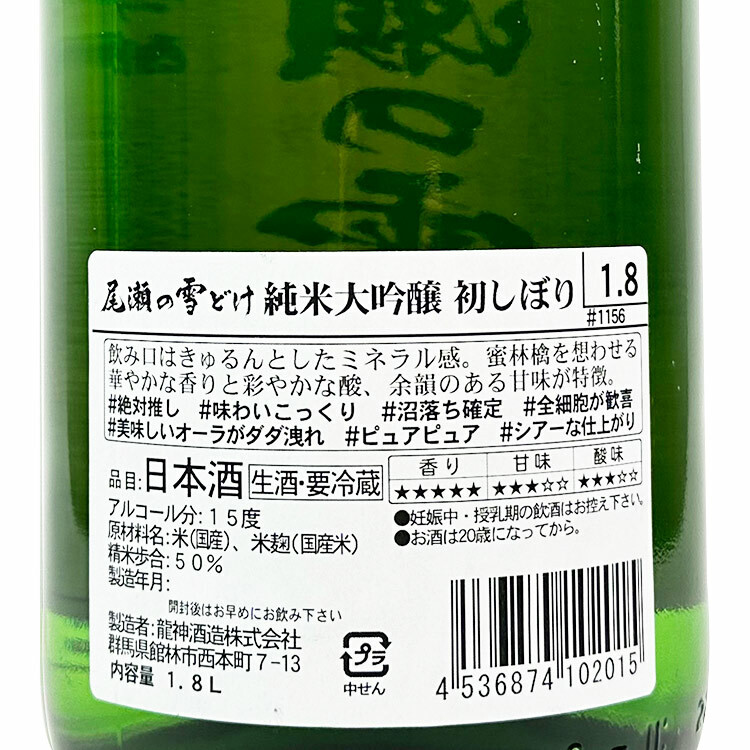 の
尾瀬の雪どけ 純米大吟醸 初しぼり 1.8
#1156
飲み口はきゅるんとしたミネラル感。蜜林檎を想わせる
華やかな香りと彩やかな酸、余韻のある甘味が特徴。
#絶対推し #味わいこっくり #沼落ち確定 #全細胞が歓喜
#美味しいオーラがダダ洩れ #ピュアピュア #シアーな仕上がり
品目:日本酒 生酒・要冷蔵
香り 甘味 酸味
★★★★★ ★★★☆☆ ★★★☆☆
アルコール分:15度
原材料名:米(国産)、米麹(国産米)
精米歩合:50%
製造年月:
●妊娠中・授乳期の飲酒はお控え下さい。
●お酒は20歳になってから。
開封後はお早めにお飲み下さい
製造者:龍神酒造株式会社
群馬県館林市西本町7-13
内容量 1.8L
プラ
中せん
4 536874 102015